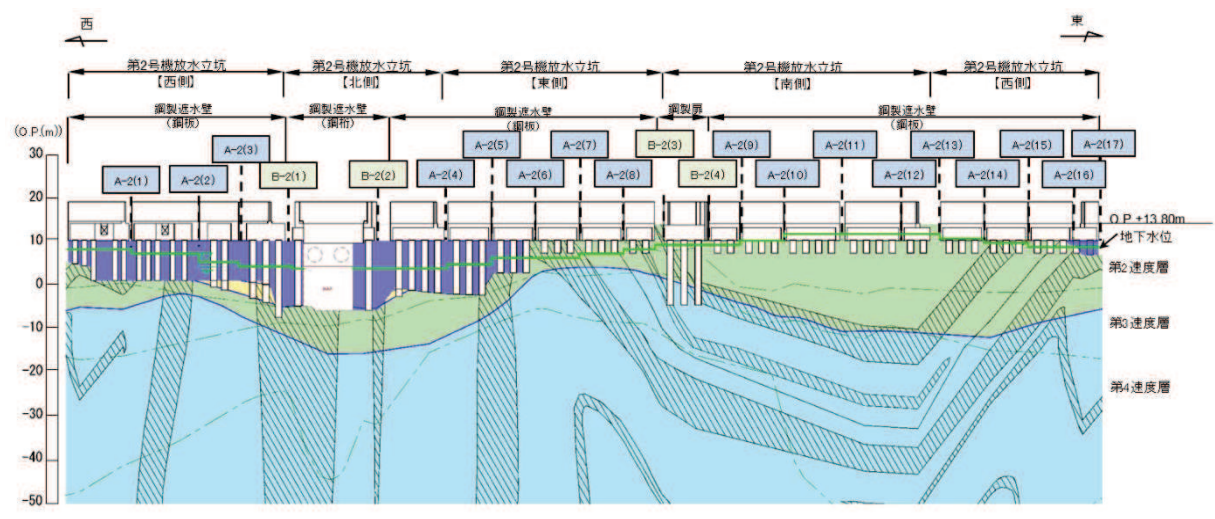 西
東
第2号機放水立坑
【西側】
第2号機放水立坑
【北側】
第2号機放水立坑
【東側】
第2号機放水立坑
【南側】
第2号機放水立坑
【西側】
鋼製遮水壁
(鋼板)
鋼製遮水壁
(鋼桁)
鋼製遮水壁
(鋼板)
鋼製扉
鋼製遮水壁
(鋼板)
(O.P.(m))
30
20
10
0
-10
-20
-30
-40
-50
A-2(1)
A-2(2)
A-2(3)
B-2(1)
B-2(2)
A-2(4)
A-2(5)
A-2(6)
A-2(7)
A-2(8)
B-2(3)
B-2(4)
A-2(9)
A-2(10)
A-2(11)
A-2(12)
A-2(13)
A-2(14)
A-2(15)
A-2(16)
A-2(17)
O.P.+13.80m
地下水位
第2速度層
第3速度層
第4速度層